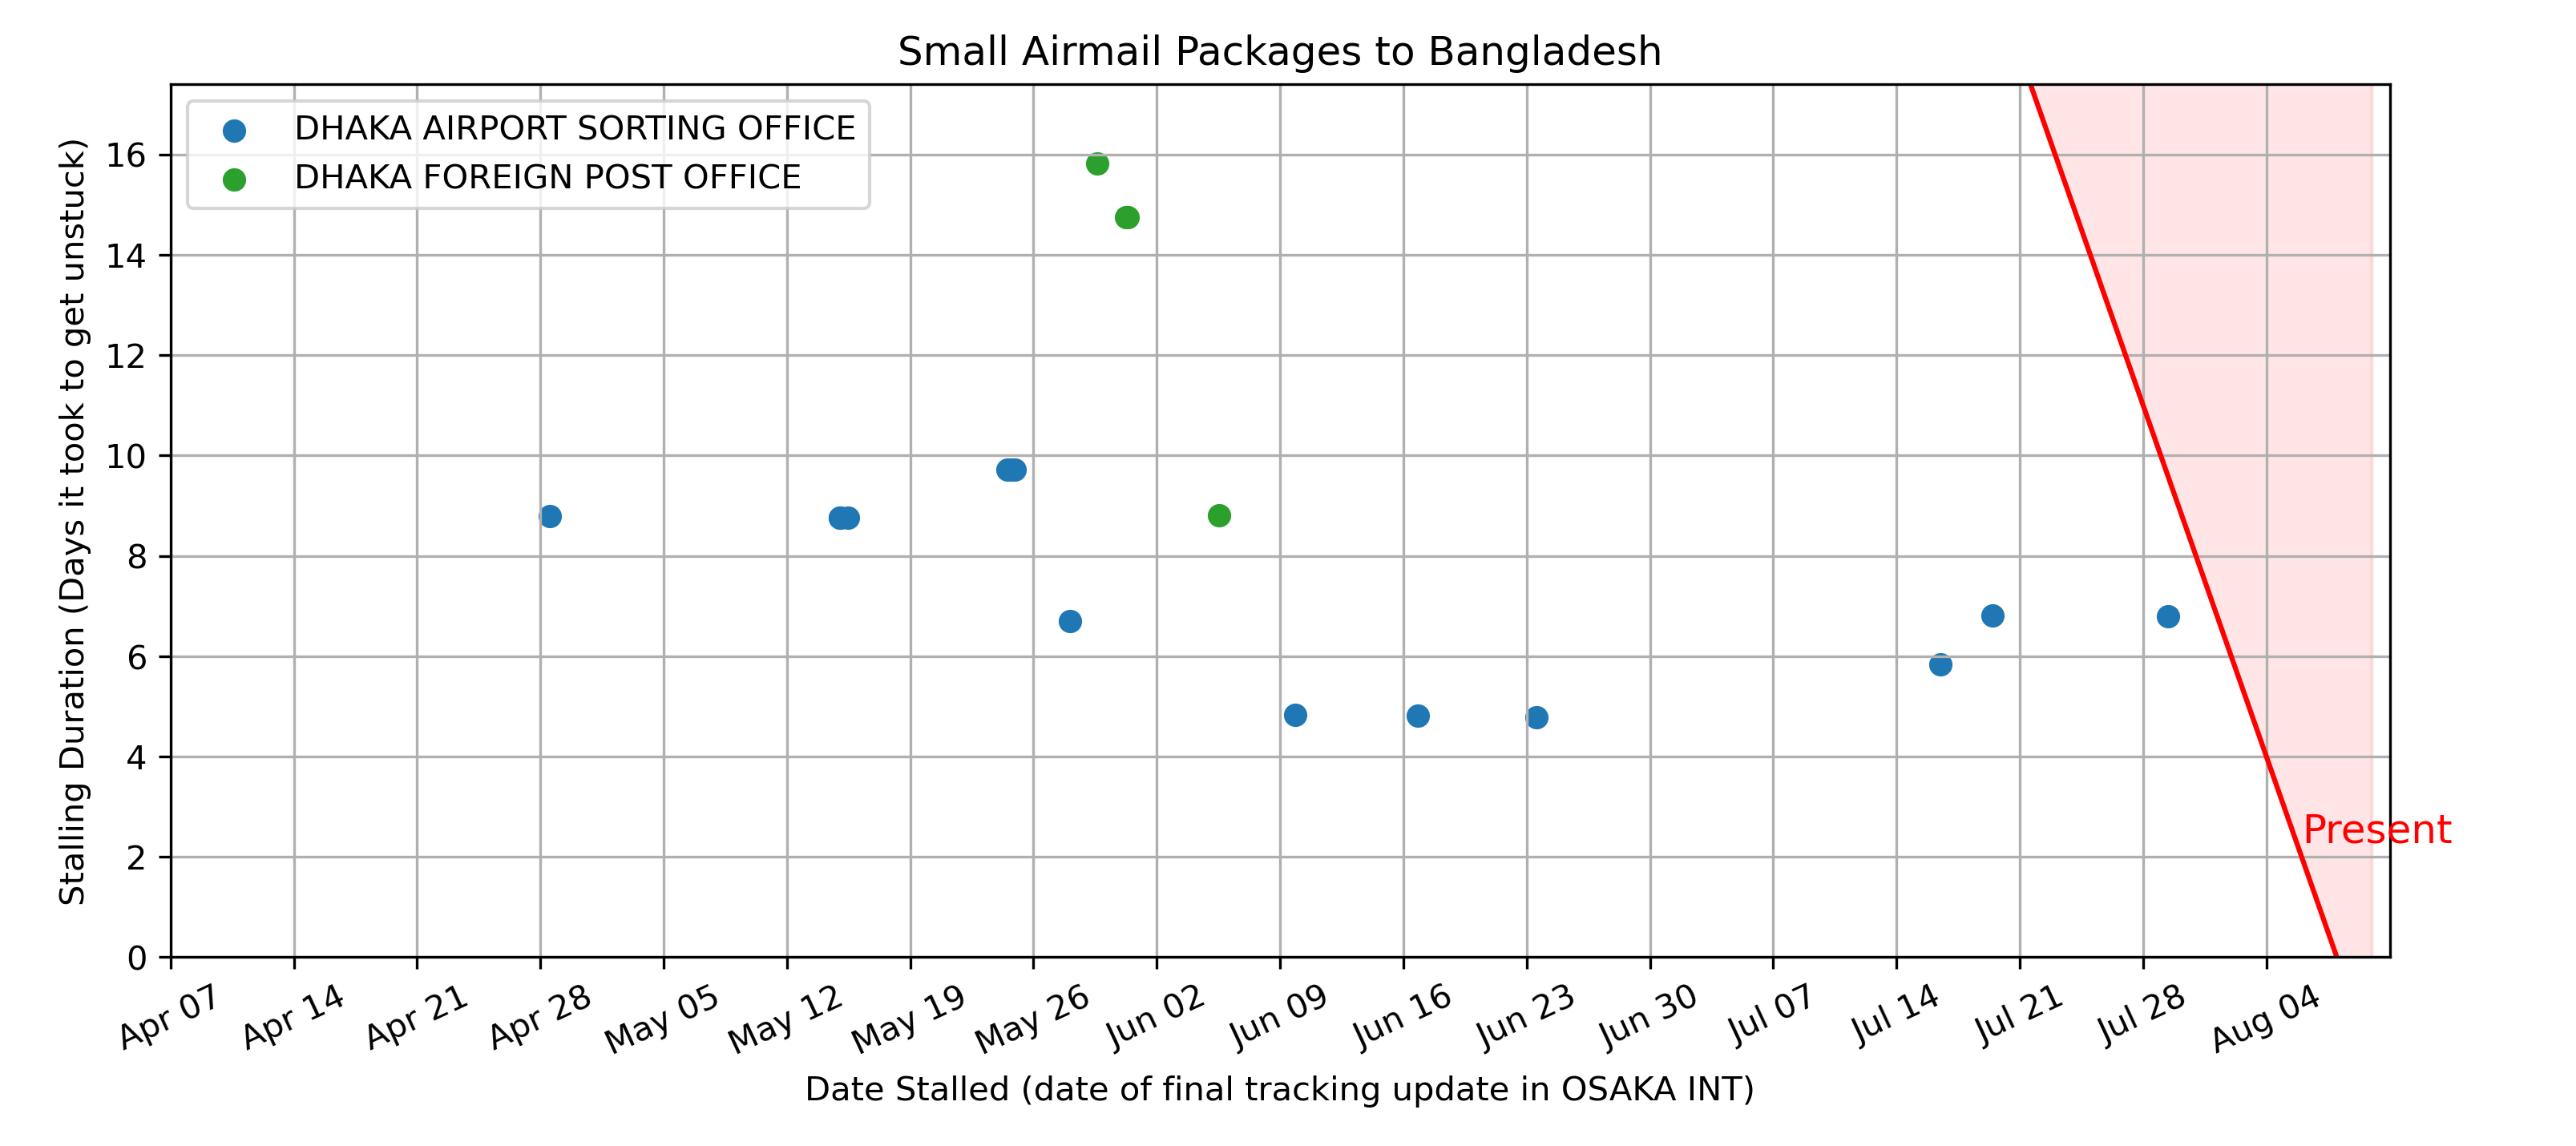 Small Airmail Packages to Bangladesh
DHAKA AIRPORT SORTING OFFICE
DHAKA FOREIGN POST OFFICE
Stalling Duration (Days it took to get unstuck)
16
14
12
10
8
6
4
2
0
Present
Apr 07 Apr 14 Apr 21 Apr 28 May 05 May 12 May 19 May 26 Jun 02 Jun 09 Jun 16 Jun 23 Jun 30 Jul 07 Jul 14 Jul 21 Jul 28 Aug 04
Date Stalled (date of final tracking update in OSAKA INT)